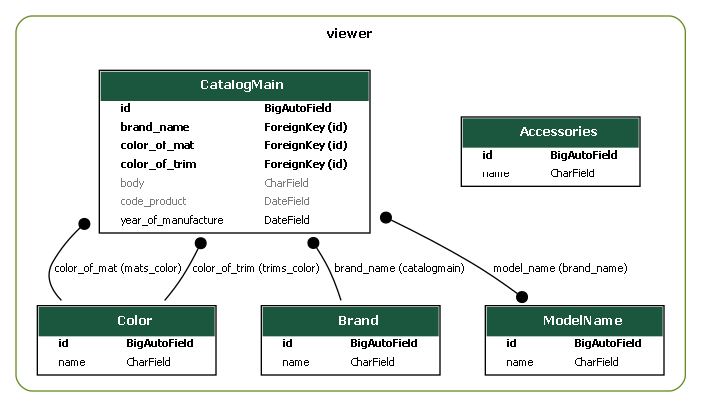 viewer
CatalogMain
id BigAutoField
brand_name ForeignKey (id)
color_of_mat ForeignKey (id)
color_of_trim ForeignKey (id)
body CharField
code_product DateField
year_of_manufacture DateField
Accessories
id BigAutoField
name CharField
color_of_mat (mats_color)
color_of_trim (trims_color)
brand_name (catalogmain)
model_name (brand_name)
Color
id BigAutoField
name CharField
Brand
id BigAutoField
name CharField
ModelName
id BigAutoField
name CharField